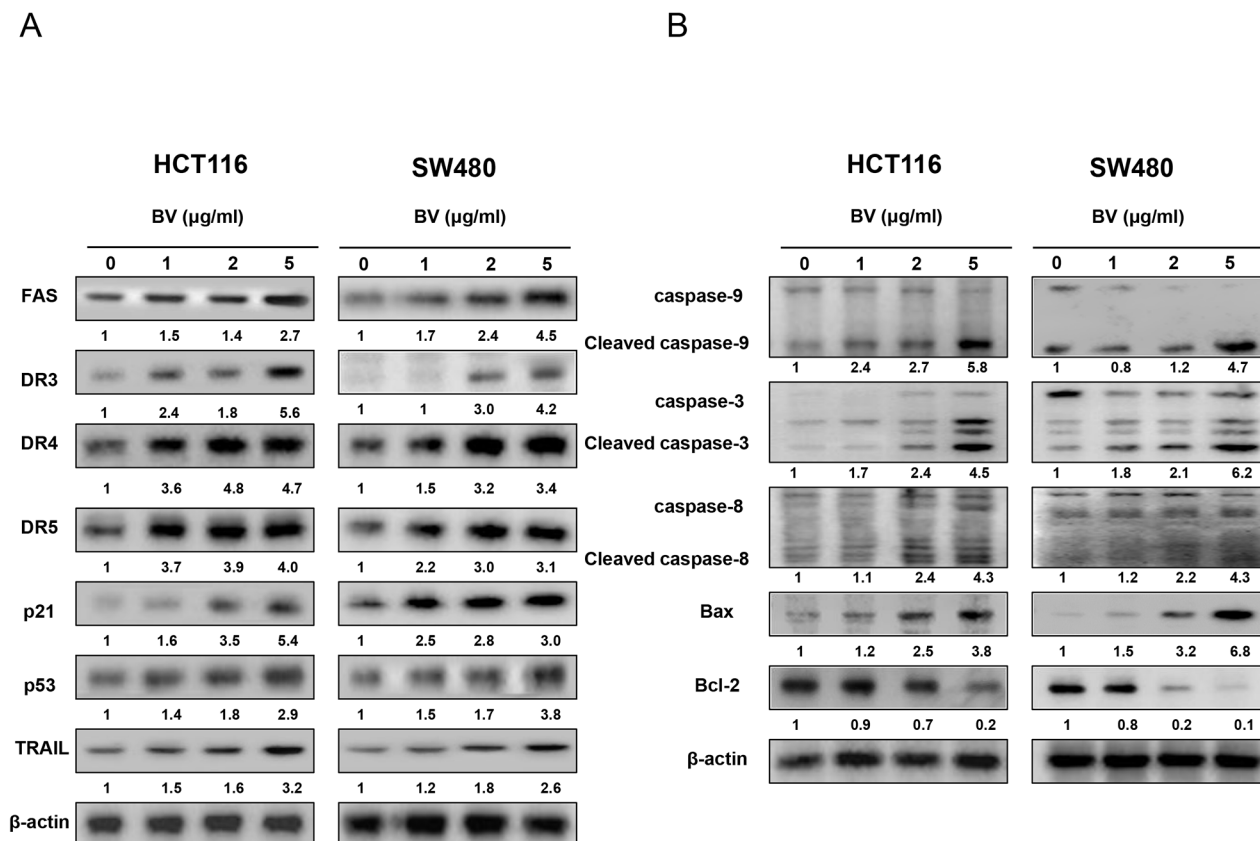 A
B
HCT116
SW480
BV (µg/ml)
BV (µg/ml)
0 1 2 5
0 1 2 5
FAS
1 1.5 1.4 2.7
1 1.7 2.4 4.5
DR3
1 2.4 1.8 5.6
1 1 3.0 4.2
DR4
1 3.6 4.8 4.7
1 1.5 3.2 3.4
DR5
1 3.7 3.9 4.0
1 2.2 3.0 3.1
p21
1 1.6 3.5 5.4
1 2.5 2.8 3.0
p53
1 1.4 1.8 2.9
1 1.5 1.7 3.8
TRAIL
1 1.5 1.6 3.2
1 1.2 1.8 2.6
β-actin
HCT116
SW480
BV (µg/ml)
BV (µg/ml)
0 1 2 5
0 1 2 5
caspase-9
Cleaved caspase-9
1 2.4 2.7 5.8
1 0.8 1.2 4.7
caspase-3
Cleaved caspase-3
1 1.7 2.4 4.5
1 1.8 2.1 6.2
caspase-8
Cleaved caspase-8
1 1.1 2.4 4.3
1 1.2 2.2 4.3
Bax
1 1.2 2.5 3.8
1 1.5 3.2 6.8
Bcl-2
1 0.9 0.7 0.2
1 0.8 0.2 0.1
β-actin